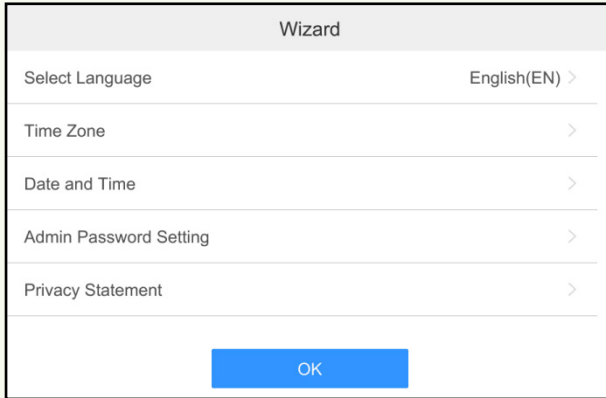 Wizard
Select Language English(EN)
Time Zone
Date and Time
Admin Password Setting
Privacy Statement
OK